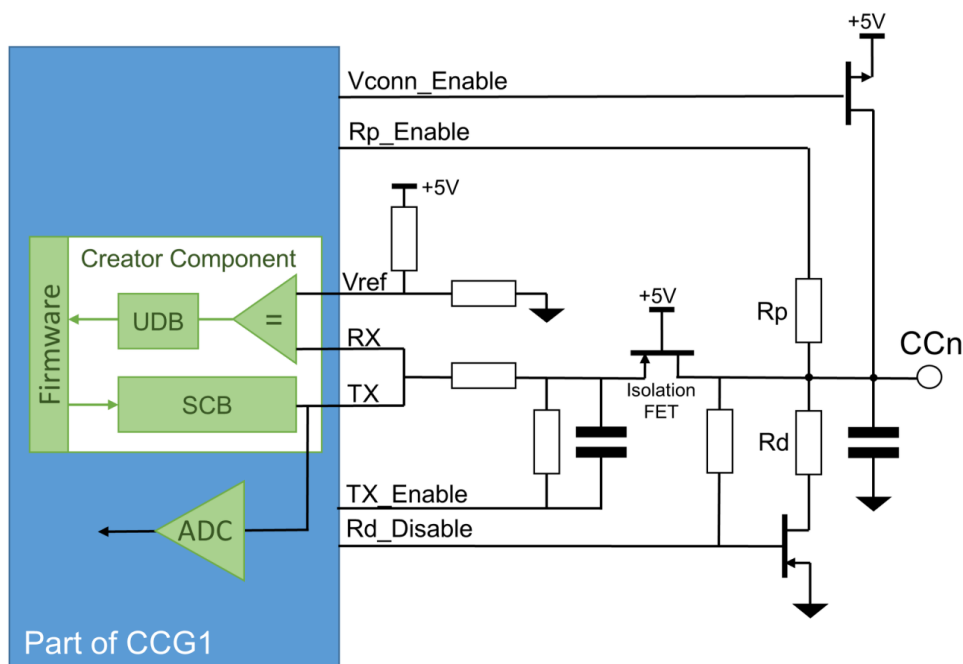 +5V
Vconn_Enable
Rp_Enable
+5V
Creator Component
Vref
Firmware
UDB
=
+5V
Rp
CCn
RX
Isolation
FET
TX
SCB
Rd
TX_Enable
Rd_Disable
ADC
Part of CCG1